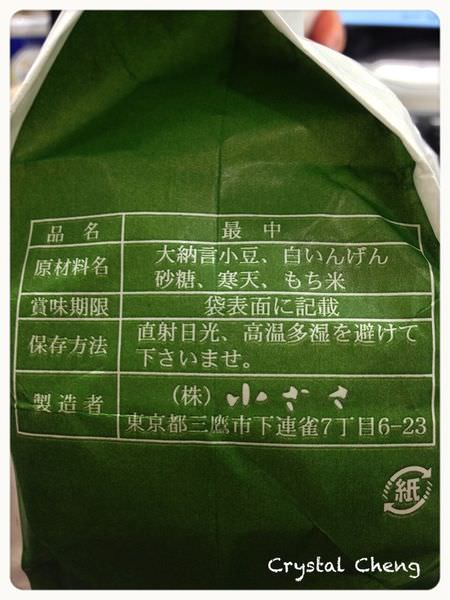 品名 最中
原材料名 大納言小豆、白いんげん
砂糖、寒天、もち米
賞味期限 袋表面に記載
保存方法 直射日光、高温多湿を避けて
下さいませ。
製造者 (株)小ざさ
東京都三鷹市下連雀7丁目6-23
紙
Crystal Cheng